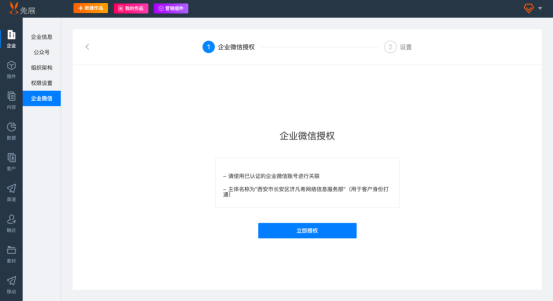 先展
+ 新建作品
我的作品
营销组件
企业
组件
内容
数据
客户
渠道
触达
素材
移动
企业信息
公众号
组织架构
权限设置
企业微信
1 企业微信授权
2 设置
企业微信授权
- 请使用已认证的企业微信账号进行关联
- 主体名称为"西安市长安区济凡希网络信息服务部"（用于客户身份打
通）
立即授权